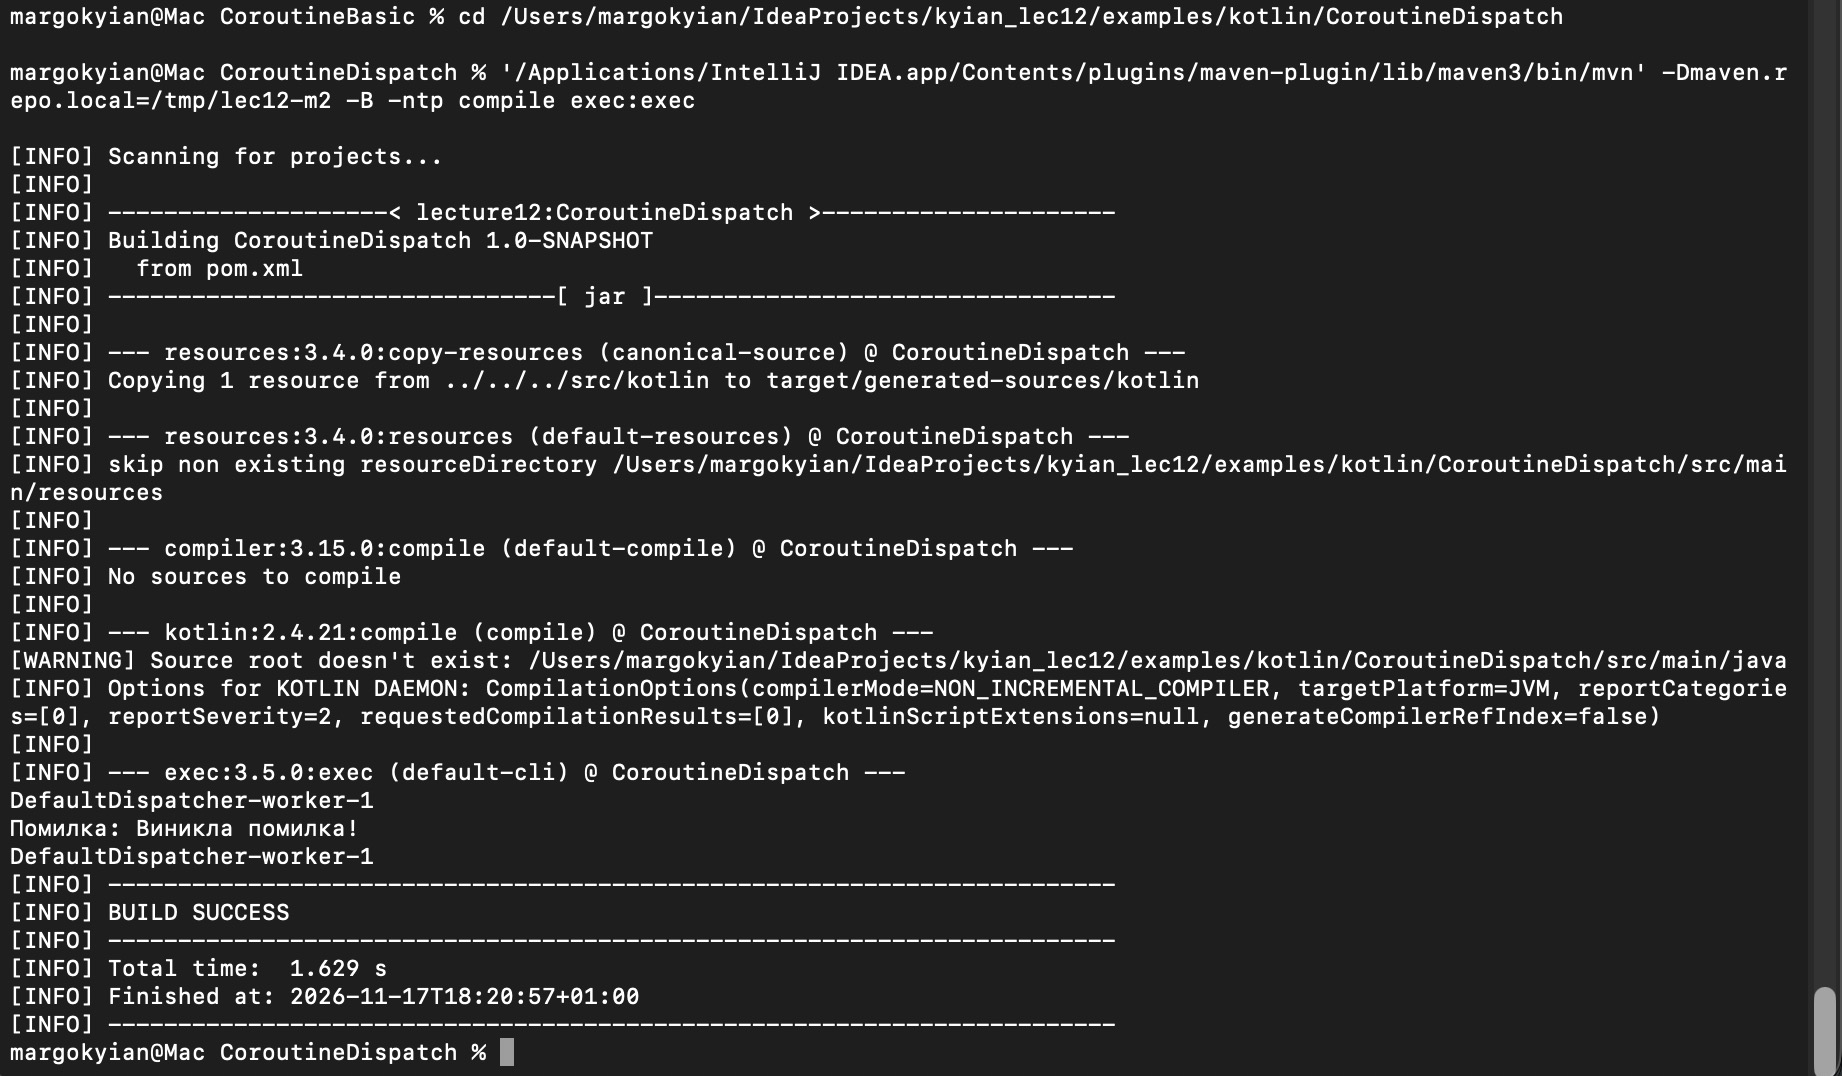 margokyian@Mac CoroutineBasic % cd /Users/margokyian/IdeaProjects/kyian_lec12/examples/kotlin/CoroutineDispatch
margokyian@Mac CoroutineDispatch % '/Applications/IntelliJ IDEA.app/Contents/plugins/maven-plugin/lib/maven3/bin/mvn' -Dmaven.r
epo.local=/tmp/lec12-m2 -B -ntp compile exec:exec
[INFO] Scanning for projects...
[INFO]
[INFO] --------------------< lecture12:CoroutineDispatch >---------------------
[INFO] Building CoroutineDispatch 1.0-SNAPSHOT
[INFO]   from pom.xml
[INFO] --------------------------------[ jar ]---------------------------------
[INFO]
[INFO] --- resources:3.4.0:copy-resources (canonical-source) @ CoroutineDispatch ---
[INFO] Copying 1 resource from ../../../src/kotlin to target/generated-sources/kotlin
[INFO]
[INFO] --- resources:3.4.0:resources (default-resources) @ CoroutineDispatch ---
[INFO] skip non existing resourceDirectory /Users/margokyian/IdeaProjects/kyian_lec12/examples/kotlin/CoroutineDispatch/src/mai
n/resources
[INFO]
[INFO] --- compiler:3.15.0:compile (default-compile) @ CoroutineDispatch ---
[INFO] No sources to compile
[INFO]
[INFO] --- kotlin:2.4.21:compile (compile) @ CoroutineDispatch ---
[WARNING] Source root doesn't exist: /Users/margokyian/IdeaProjects/kyian_lec12/examples/kotlin/CoroutineDispatch/src/main/java
[INFO] Options for KOTLIN DAEMON: CompilationOptions(compilerMode=NON_INCREMENTAL_COMPILER, targetPlatform=JVM, reportCategorie
s=[0], reportSeverity=2, requestedCompilationResults=[0], kotlinScriptExtensions=null, generateCompilerRefIndex=false)
[INFO]
[INFO] --- exec:3.5.0:exec (default-cli) @ CoroutineDispatch ---
DefaultDispatcher-worker-1
Помилка: Виникла помилка!
DefaultDispatcher-worker-1
[INFO] ------------------------------------------------------------------------
[INFO] BUILD SUCCESS
[INFO] ------------------------------------------------------------------------
[INFO] Total time:  1.629 s
[INFO] Finished at: 2026-11-17T18:20:57+01:00
[INFO] ------------------------------------------------------------------------
margokyian@Mac CoroutineDispatch %